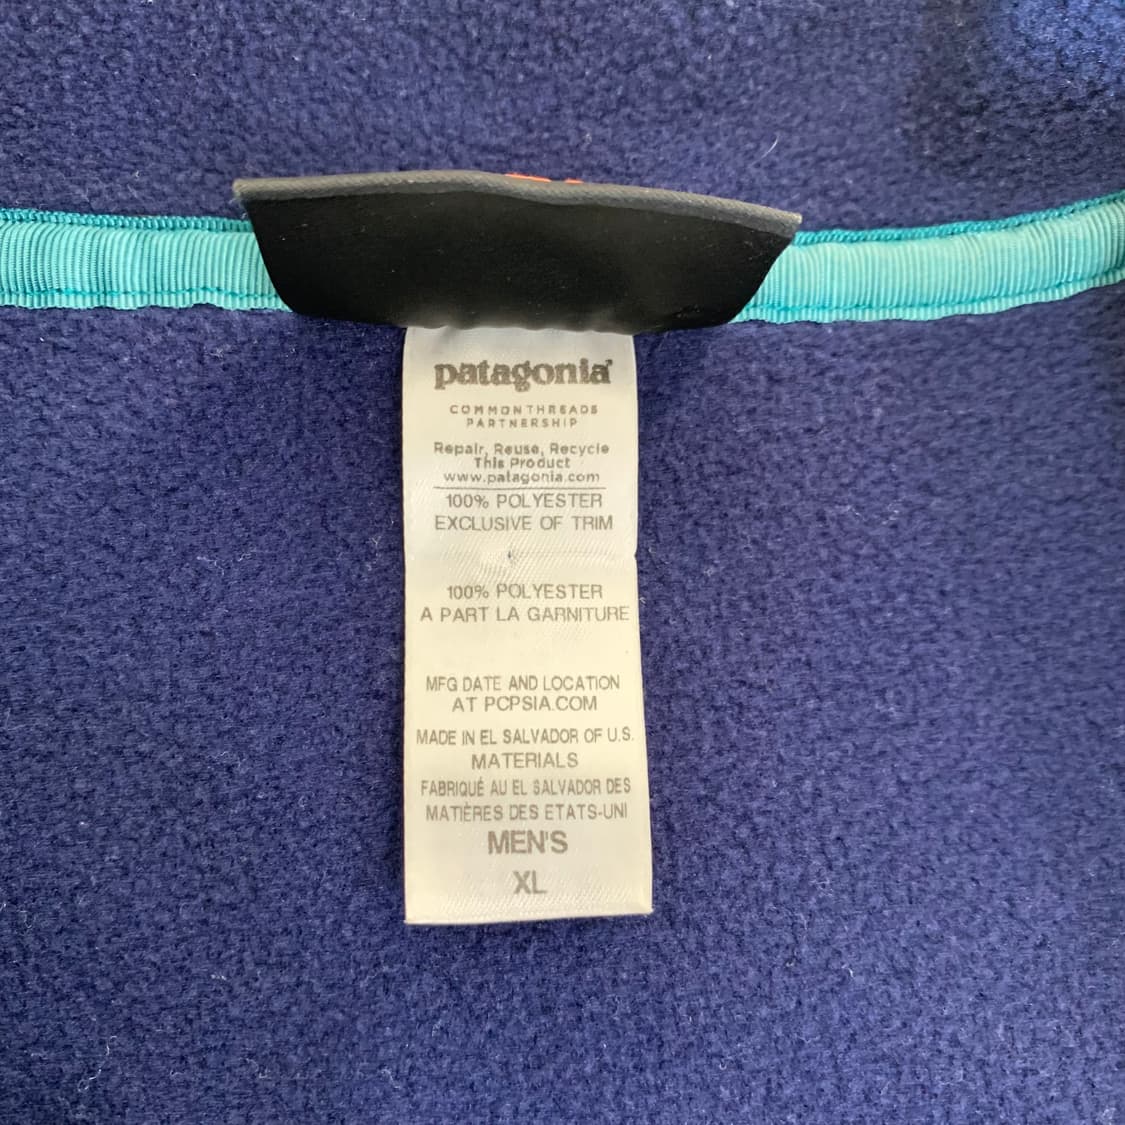 patagonia®
COMMON THREADS
PARTNERSHIP
Repair, Reuse, Recycle
This Product
www.patagonia.com
100% POLYESTER
EXCLUSIVE OF TRIM
100% POLYESTER
A PART LA GARNITURE
MFG DATE AND LOCATION
AT PCPSIA.COM
MADE IN EL SALVADOR OF U.S.
MATERIALS
FABRIQUÉ AU EL SALVADOR DES
MATIÈRES DES ETATS-UNI
MEN'S
XL